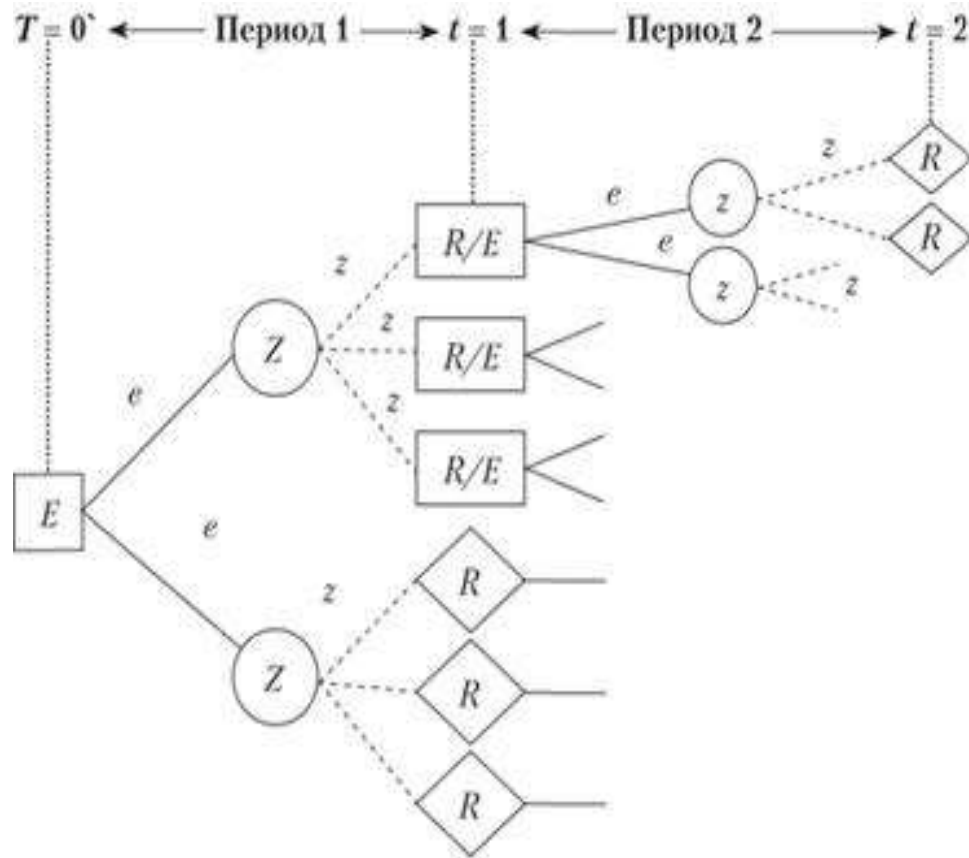 T = 0` Период 1 t = 1 Период 2 t = 2
z R
e z
R/E e R
z z z
Z z R/E
e z
R/E
E
e
z R
Z R
R